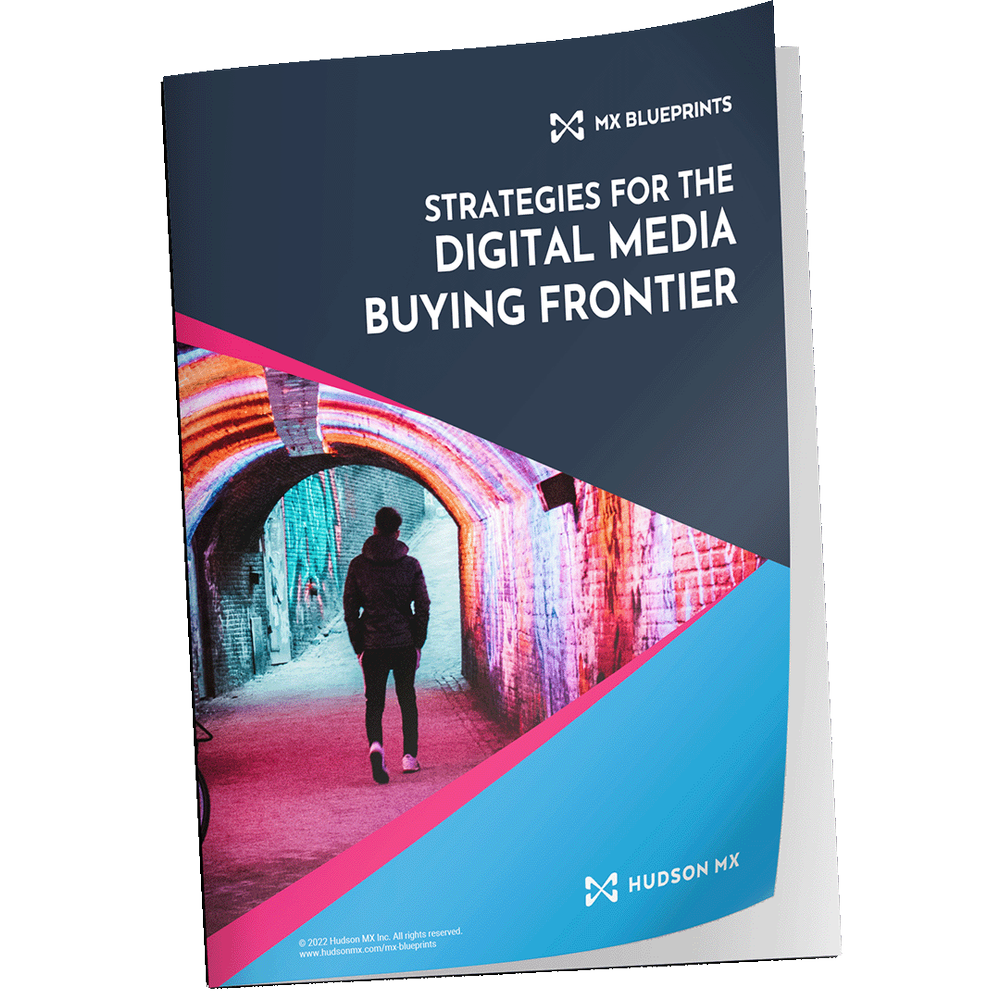 MX BLUEPRINTS
STRATEGIES FOR THE
DIGITAL MEDIA
BUYING FRONTIER
HUDSON MX
© 2022 Hudson MX Inc. All rights reserved.
www.hudsonmx.com/mx-blueprints